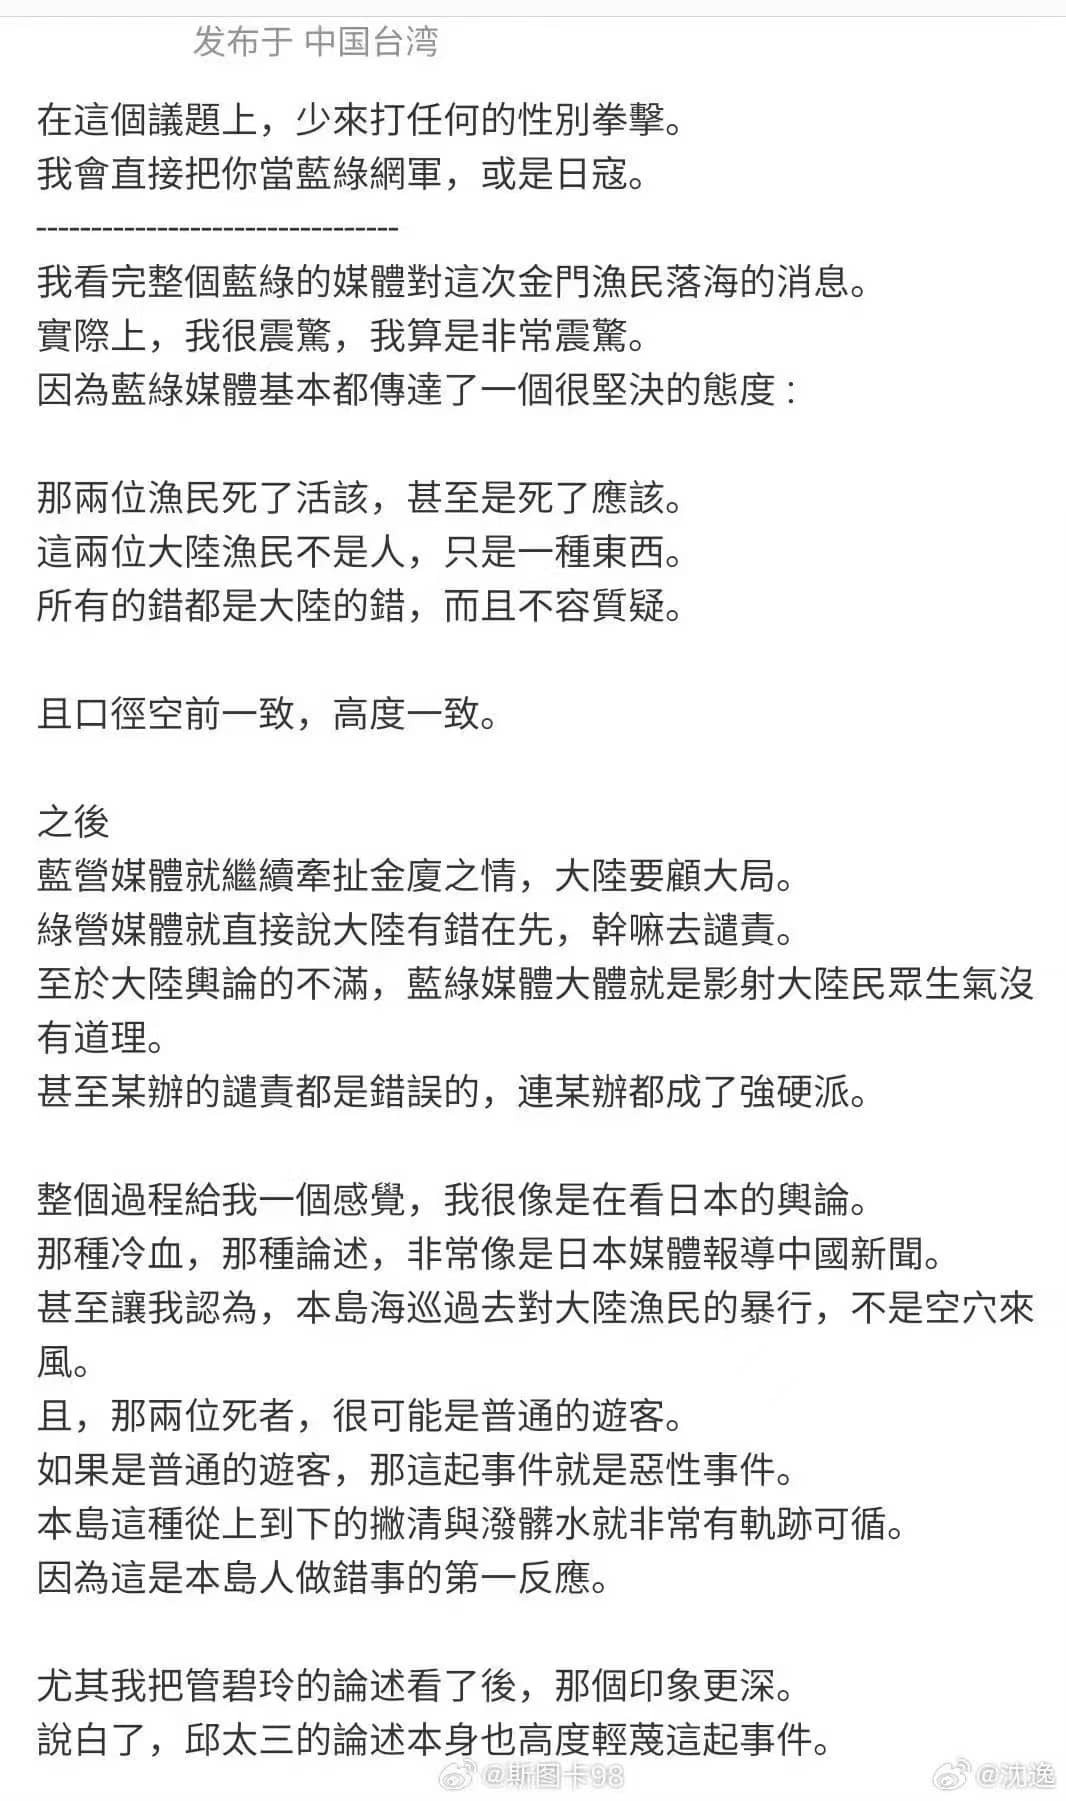 发布于 中国台湾
在這個議題上，少來打任何的性別拳擊。
我會直接把你當藍綠網軍，或是日寇。
---------------------------------
我看完整個藍綠的媒體對這次金門漁民落海的消息。
實際上，我很震驚，我算是非常震驚。
因為藍綠媒體基本都傳達了一個很堅決的態度：
那兩位漁民死了活該，甚至是死了應該。
這兩位大陸漁民不是人，只是一種東西。
所有的錯都是大陸的錯，而且不容質疑。
且口徑空前一致，高度一致。
之後
藍營媒體就繼續牽扯金廈之情，大陸要顧大局。
綠營媒體就直接說大陸有錯在先，幹嘛去譴責。
至於大陸輿論的不滿，藍綠媒體大體就是影射大陸民眾生氣沒
有道理。
甚至某辦的譴責都是錯誤的，連某辦都成了強硬派。
整個過程給我一個感覺，我很像是在看日本的輿論。
那種冷血，那種論述，非常像是日本媒體報導中國新聞。
甚至讓我認為，本島海巡過去對大陸漁民的暴行，不是空穴來
風。
且，那兩位死者，很可能是普通的遊客。
如果是普通的遊客，那這起事件就是惡性事件。
本島這種從上到下的撇清與潑髒水就非常有軌跡可循。
因為這是本島人做錯事的第一反應。
尤其我把管碧玲的論述看了後，那個印象更深。
說白了，邱太三的論述本身也高度輕蔑這起事件。
@斯图卡98
@沈逸